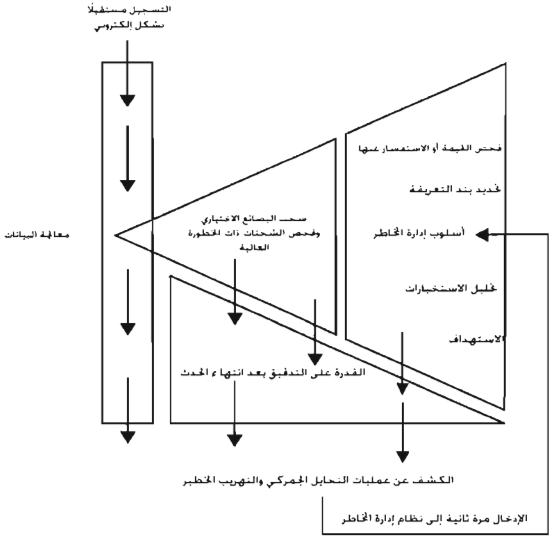 التسجيل مستقبلًا
بشكل إلكتروني
فحص القيمة أو الاستفسار عنها
تحديد بند التعريفة
سحب البضائع الاختياري
وفحص الشحنات ذات الخطورة
العالية
أسلوب إدارة المخاطر
معالجة البيانات
تحليل الاستخبارات
الاستهداف
القدرة على التدقيق بعد انتهاء الحدث
الكشف عن عمليات التحايل الجمركي والتهريب الخطير
الإدخال مرة ثانية إلى نظام إدارة المخاطر